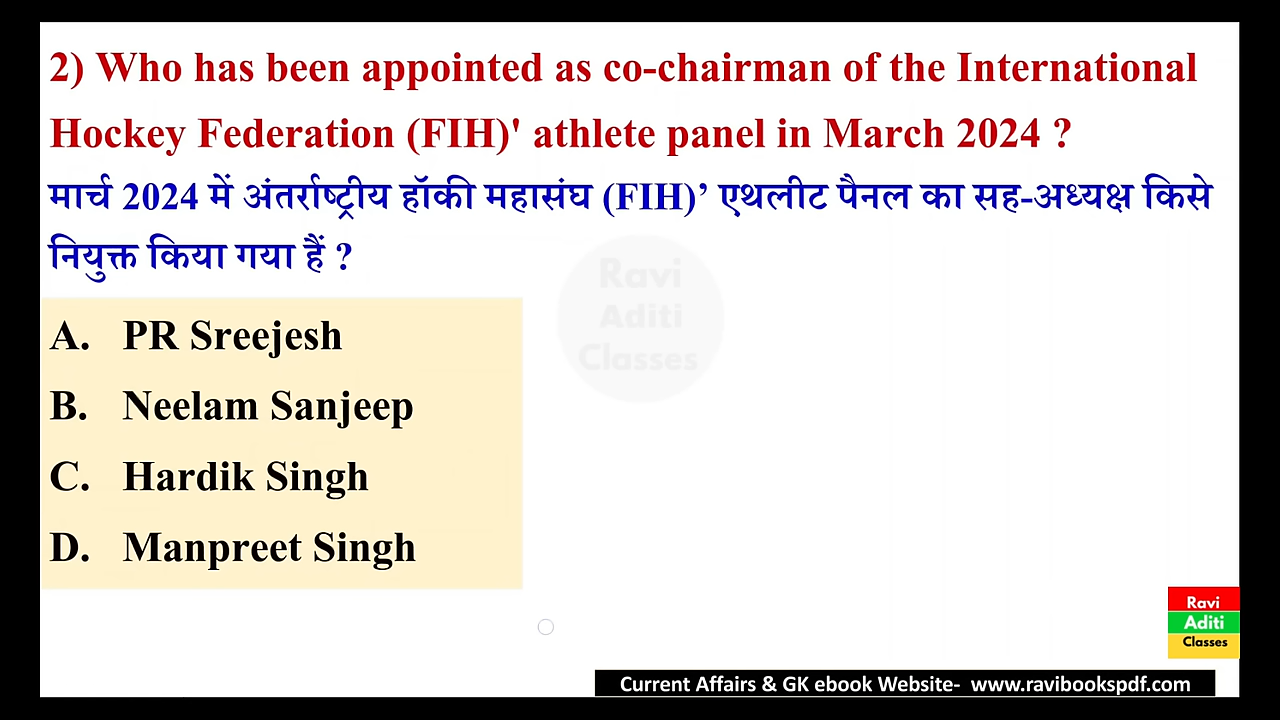 2) Who has been appointed as co-chairman of the International
Hockey Federation (FIH)' athlete panel in March 2024 ?
मार्च 2024 में अंतर्राष्ट्रीय हॉकी महासंघ (FIH)’ एथलीट पैनल का सह-अध्यक्ष किसे
नियुक्त किया गया हैं ?
Ravi
Aditi
Classes
A. PR Sreejesh
B. Neelam Sanjeep
C. Hardik Singh
D. Manpreet Singh
Ravi
Aditi
Classes
Current Affairs & GK ebook Website- www.ravibookspdf.com